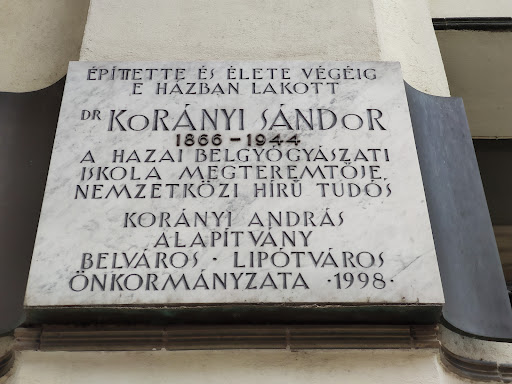 ÉPÍTTETTE ÉS ÉLETE VÉGÉIG
E HÁZBAN LAKOTT
DR KORÁNYI SÁNDOR
1866-1944
A HAZAI BELGYÓGYÁSZATI
ISKOLA MEGTEREMTŐJE,
NEMZETKÖZI HÍRŰ TUDÓS
KORÁNYI ANDRÁS
ALAPÍTVÁNY
BELVÁROS · LIPÓTVÁROS
ÖNKORMÁNYZATA · 1998 ·